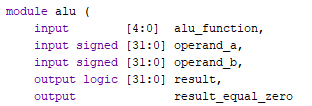 module alu (
input [4:0] alu_function,
input signed [31:0] operand_a,
input signed [31:0] operand_b,
output logic [31:0] result,
output result_equal_zero